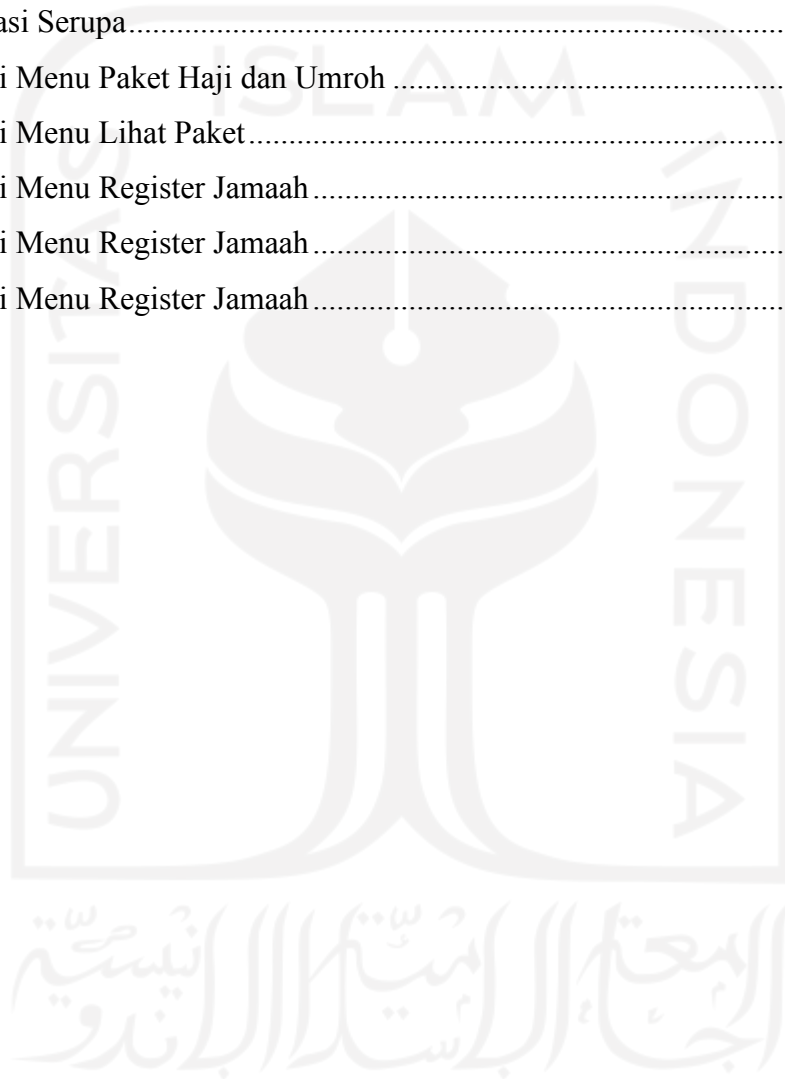 asi Serupa................................................................................
i Menu Paket Haji dan Umroh................................................
i Menu Lihat Paket.................................................................
i Menu Register Jamaah.........................................................
i Menu Register Jamaah.........................................................
i Menu Register Jamaah.........................................................
ISLAM
UNIVERSITAS
INDONESIA